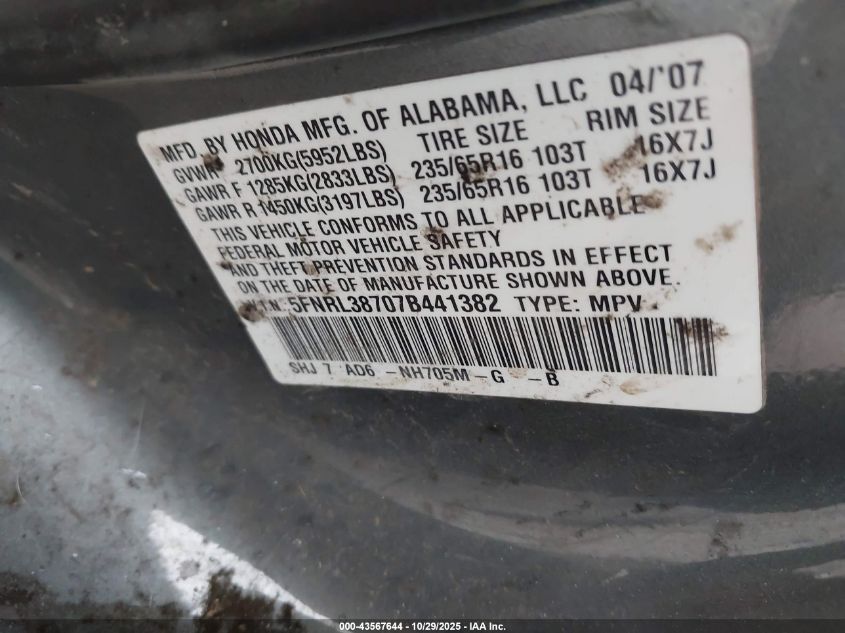 MFD. BY HONDA MFG. OF ALABAMA, LLC 04/'07
GVWR 2700KG(5952LBS) TIRE SIZE RIM SIZE
GAWR F 1285KG(2833LBS) 235/65R16 103T 16X7J
GAWR R 1450KG(3197LBS) 235/65R16 103T 16X7J
THIS VEHICLE CONFORMS TO ALL APPLICABLE
FEDERAL MOTOR VEHICLE SAFETY
AND THEFT PREVENTION STANDARDS IN EFFECT
ON THE DATE OF MANUFACTURE SHOWN ABOVE.
V.I.N. 5FNRL38707B441382 TYPE: MPV
SHJ 7 AD6 -NH705M-G -B
000-43567644 - 10/29/2025 - IAA Inc.